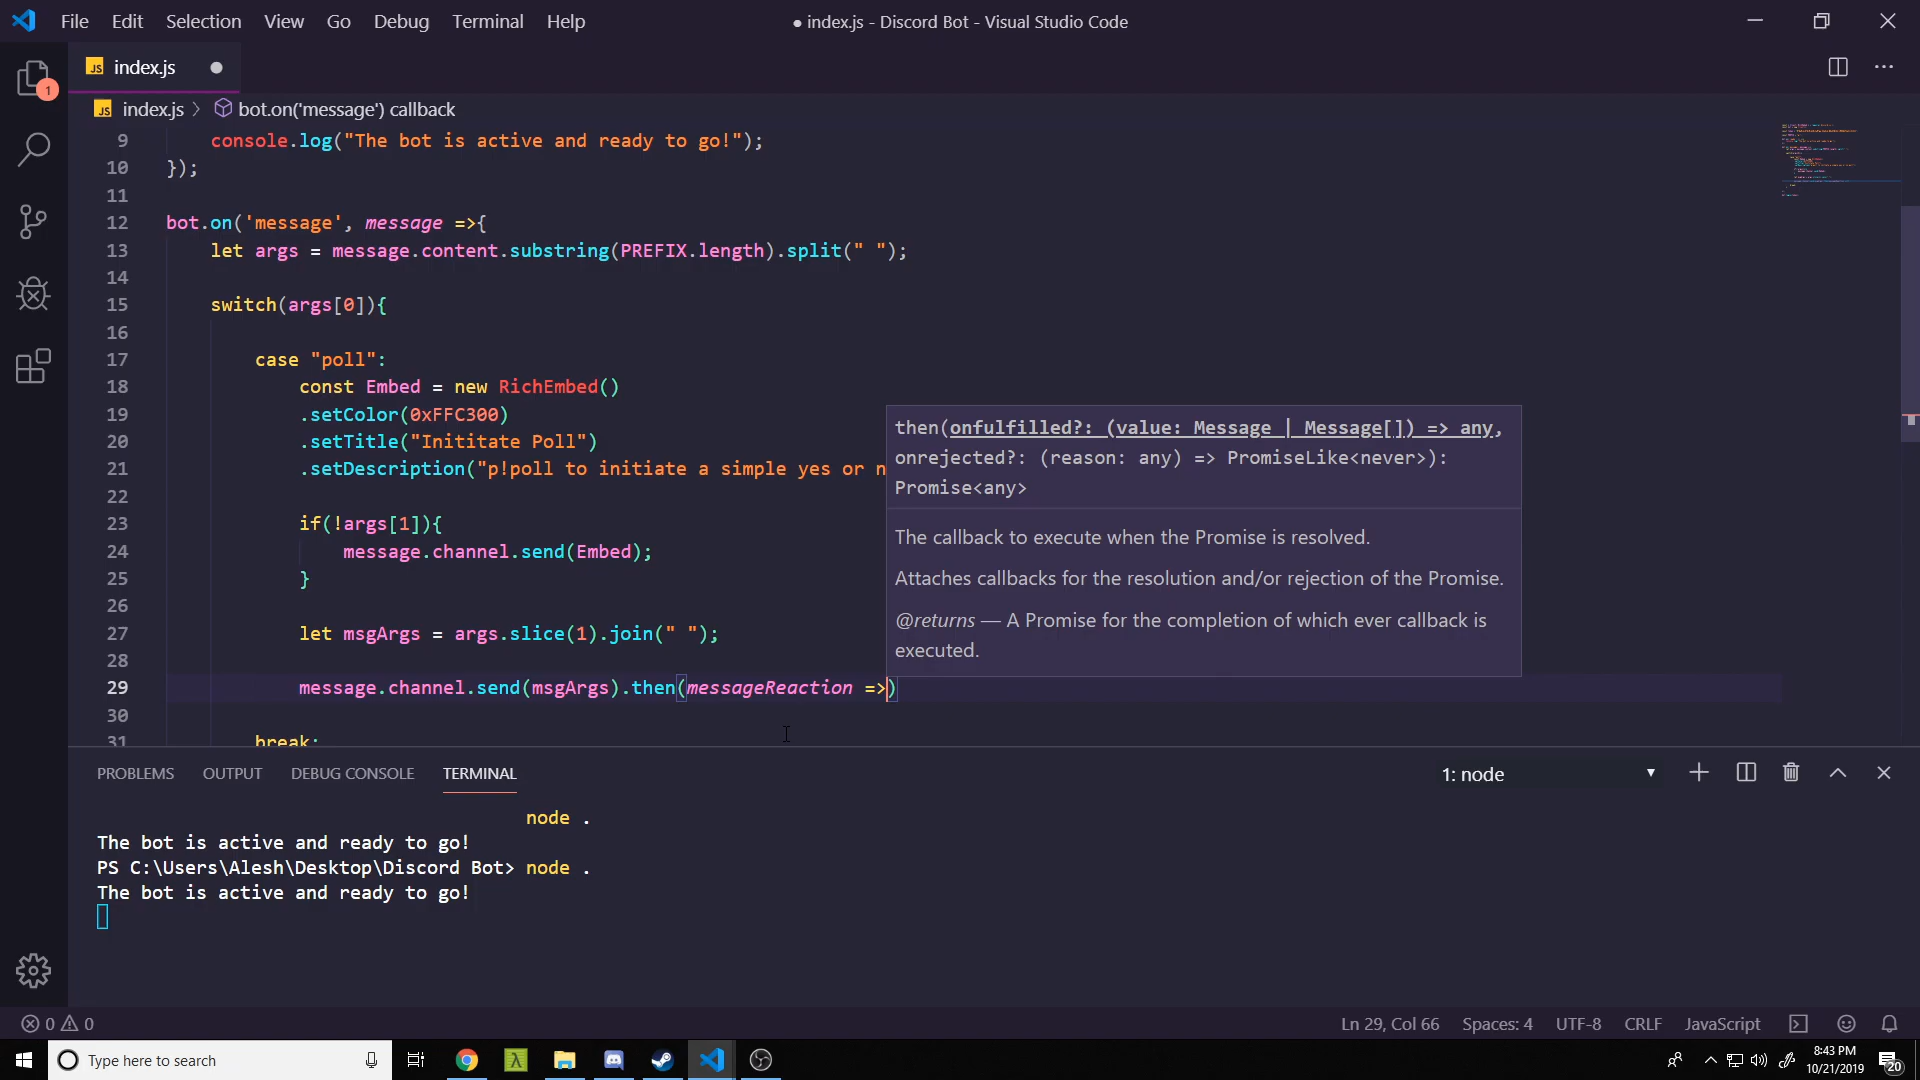 File Edit Selection View Go Debug Terminal Help
● index.js - Discord Bot - Visual Studio Code
JS index.js ●
1
JS index.js > bot.on('message') callback
9 console.log("The bot is active and ready to go!");
10 });
11
12 bot.on('message', message =>{
13 let args = message.content.substring(PREFIX.length).split(" ");
14
15 switch(args[0]){
16
17 case "poll":
18 const Embed = new RichEmbed()
19 .setColor(0xFFC300)
20 .setTitle("Inititate Poll")
21 .setDescription("p!poll to initiate a simple yes or n
22
23 if(!args[1]){
24 message.channel.send(Embed);
25 }
26
27 let msgArgs = args.slice(1).join(" ");
28
29 message.channel.send(msgArgs).then(messageReaction =>)
30
31 break;
then(onfulfilled?: (value: Message | Message[]) => any,
onrejected?: (reason: any) => PromiseLike<never>):
Promise<any>
The callback to execute when the Promise is resolved.
Attaches callbacks for the resolution and/or rejection of the Promise.
@returns — A Promise for the completion of which ever callback is
executed.
PROBLEMS OUTPUT DEBUG CONSOLE TERMINAL
1: node
node .
The bot is active and ready to go!
PS C:\Users\Alesh\Desktop\Discord Bot> node .
The bot is active and ready to go!
0 0
Ln 29, Col 66 Spaces: 4 UTF-8 CRLF JavaScript
Type here to search
8:43 PM
10/21/2019
20